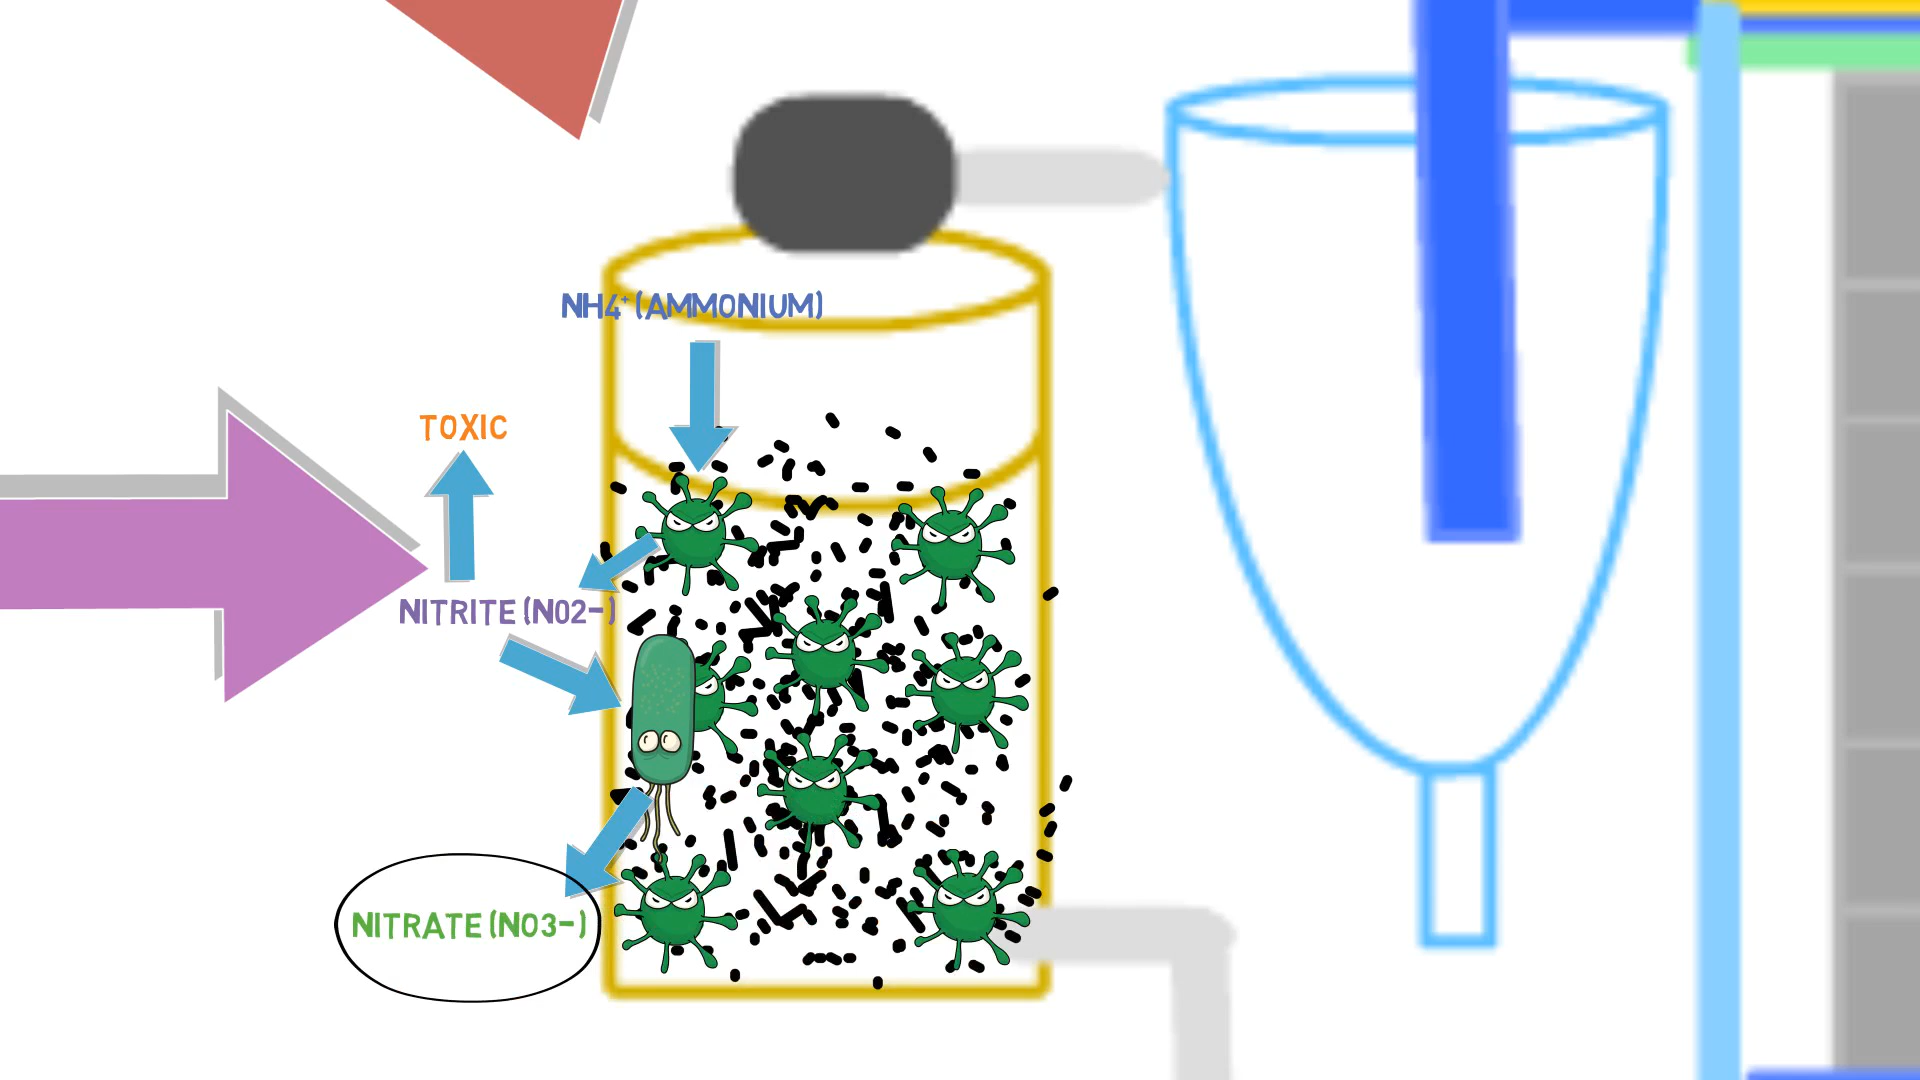 NH4+ (AMMONIUM)
TOXIC
NITRITE (NO2-)
NITRATE (NO3-)